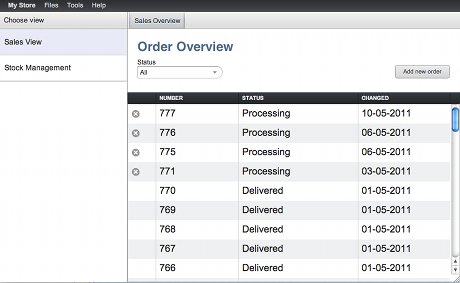 My Store Files Tools Help
Choose view
Sales View
Stock Management
Sales Overview
Order Overview
Status
All
Add new order
NUMBER STATUS CHANGED
777 Processing 10-05-2011
776 Processing 06-05-2011
775 Processing 06-05-2011
771 Processing 03-05-2011
770 Delivered 01-05-2011
769 Delivered 01-05-2011
768 Delivered 01-05-2011
767 Delivered 01-05-2011
766 Delivered 01-05-2011